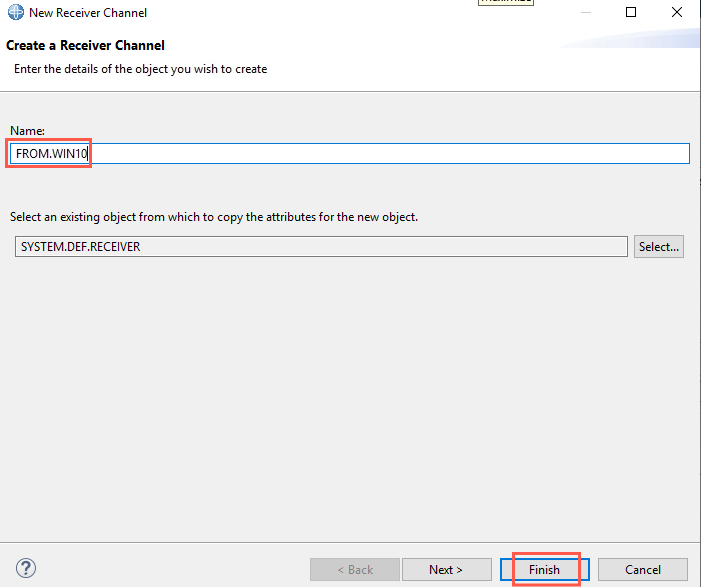 New Receiver Channel
Create a Receiver Channel
Enter the details of the object you wish to create
Name:
FROM.WIN10
Select an existing object from which to copy the attributes for the new object.
SYSTEM.DEF.RECEIVER
Select...
?
< Back
Next >
Finish
Cancel